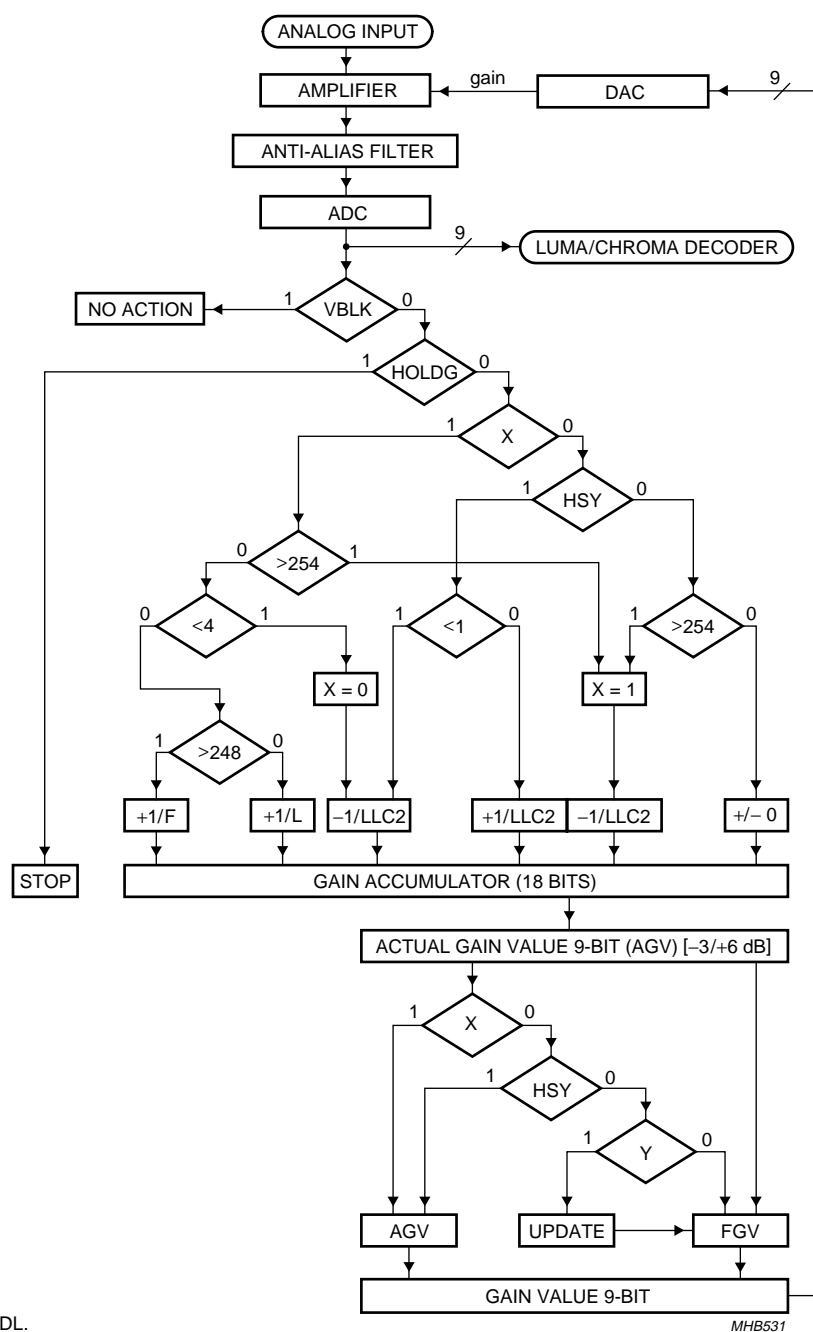 ANALOG INPUT
AMPLIFIER
gain
DAC
9
ANTI-ALIAS FILTER
ADC
9
LUMA/CHROMA DECODER
NO ACTION
1
VBLK
0
1
HOLDG
0
1
X
0
1
HSY
0
0
>254
1
0
<4
1
1
<1
0
1
>254
0
X = 0
X = 1
1
>248
0
+1/F
+1/L
−1/LLC2
+1/LLC2
−1/LLC2
+/− 0
STOP
GAIN ACCUMULATOR (18 BITS)
ACTUAL GAIN VALUE 9-BIT (AGV) [−3/+6 dB]
1
X
0
1
HSY
0
1
Y
0
AGV
UPDATE
FGV
GAIN VALUE 9-BIT
DL.
MHB531